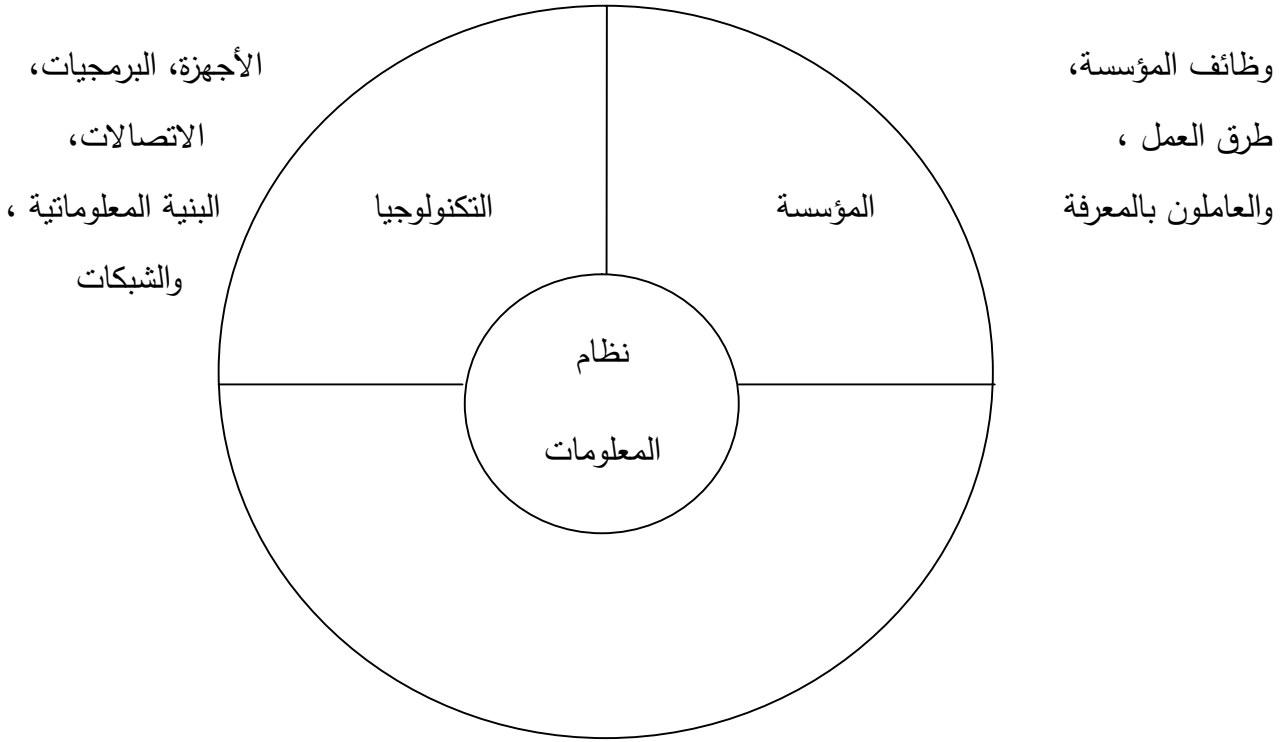 وظائف المؤسسة،
طرق العمل ،
والعاملون بالمعرفة
المؤسسة
الأجهزة، البرمجيات،
الاتصالات،
البنية المعلوماتية ،
والشبكات
التكنولوجيا
نظام
المعلومات